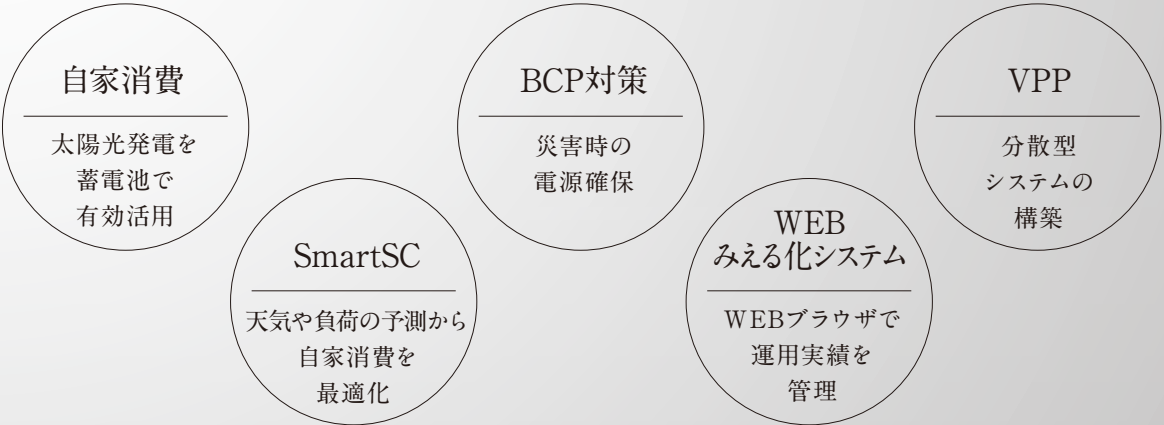 自家消費
太陽光発電を
蓄電池で
有効活用
SmartSC
天気や負荷の予測から
自家消費を
最適化
BCP対策
災害時の
電源確保
WEB
みえる化システム
WEBブラウザで
運用実績を
管理
VPP
分散型
システムの
構築